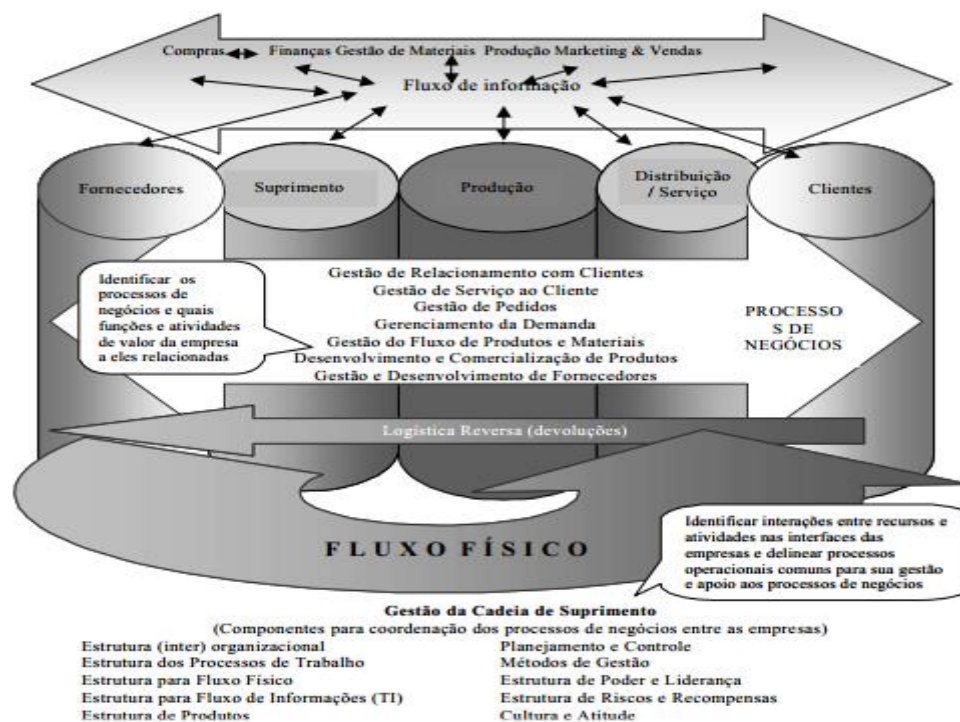 Compras Finanças Gestão de Materiais Produção Marketing & Vendas
Fluxo de informação
Fornecedores
Suprimento
Produção
Distribuição
/ Serviço
Clientes
Identificar os
processos de
negócios e quais
funções e atividades
de valor da empresa
a eles relacionadas
Gestão de Relacionamento com Clientes
Gestão de Serviço ao Cliente
Gestão de Pedidos
Gerenciamento da Demanda
Gestão do Fluxo de Produtos e Materiais
Desenvolvimento e Comercialização de Produtos
Gestão e Desenvolvimento de Fornecedores
PROCESSO
S DE
NEGÓCIOS
Logística Reversa (devoluções)
FLUXO FÍSICO
Identificar interações entre recursos e
atividades nas interfaces das
empresas e delinear processos
operacionais comuns para sua gestão
e apoio aos processos de negócios
Gestão da Cadeia de Suprimento
(Componentes para coordenação dos processos de negócios entre as empresas)
Estrutura (inter) organizacional
Estrutura dos Processos de Trabalho
Estrutura para Fluxo Físico
Estrutura para Fluxo de Informações (TI)
Estrutura de Produtos
Planejamento e Controle
Métodos de Gestão
Estrutura de Poder e Liderança
Estrutura de Riscos e Recompensas
Cultura e Atitude